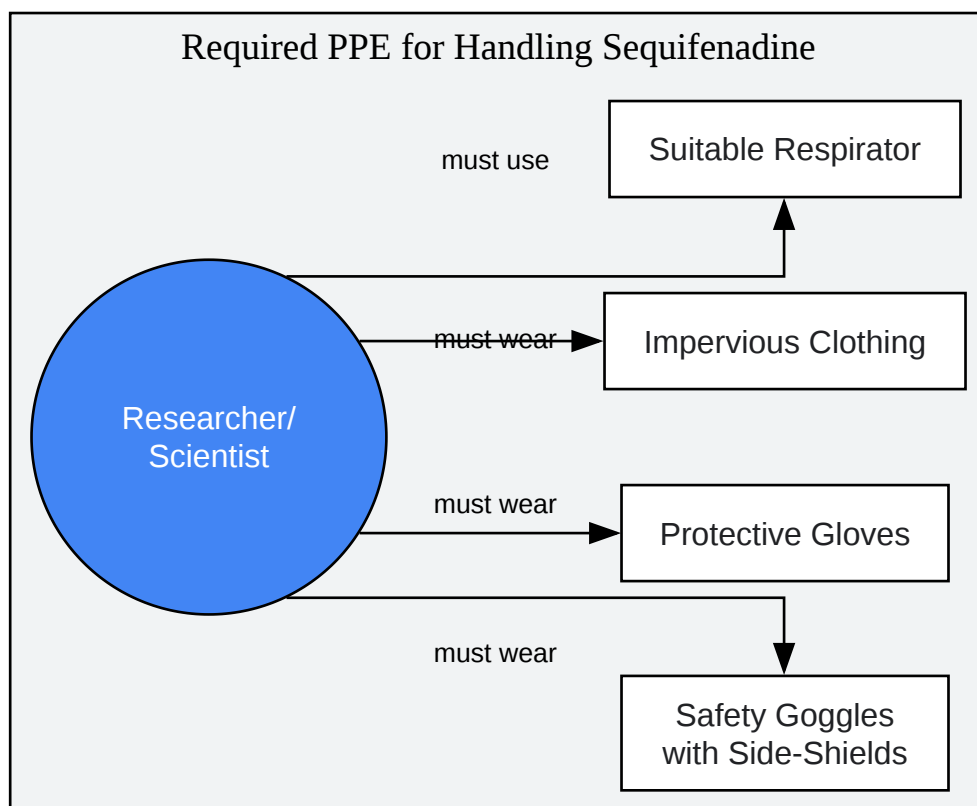 Required PPE for Handling Sequifenadine
must use
Suitable Respirator
must wear
Impervious Clothing
Researcher/
Scientist
must wear
Protective Gloves
must wear
Safety Goggles
with Side-Shields